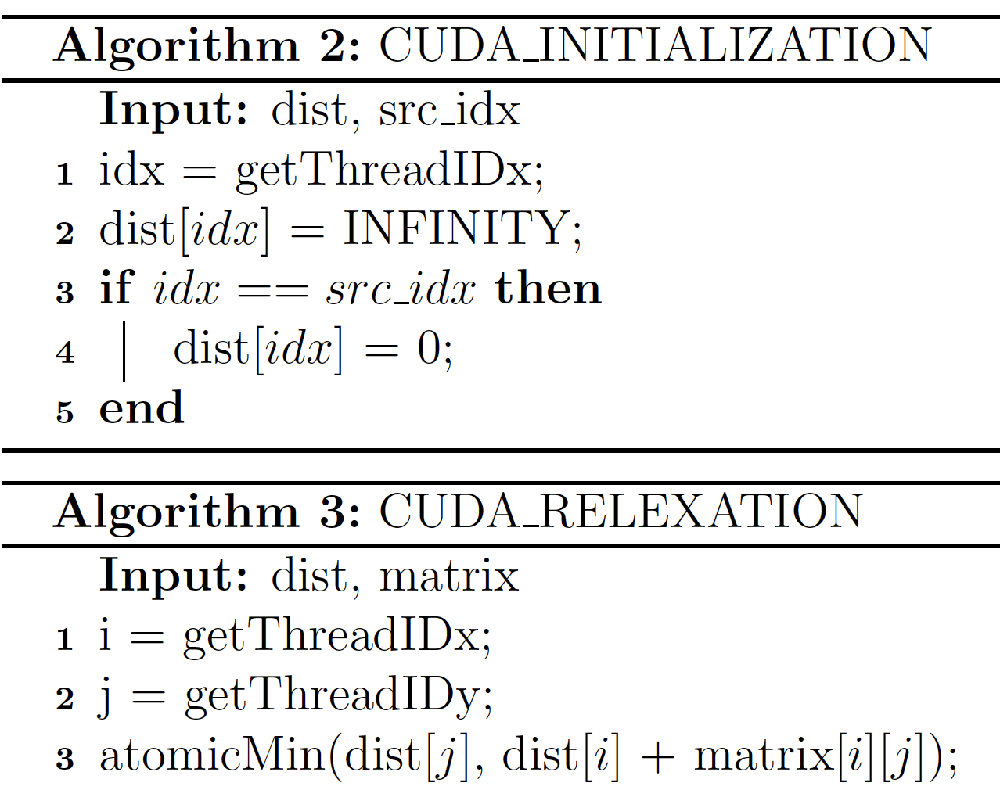 Algorithm 2: CUDA_INITIALIZATION
Input: dist, src_idx
1 idx = getThreadIDx;
2 dist[idx] = INFINITY;
3 if idx == src_idx then
4 dist[idx] = 0;
5 end
Algorithm 3: CUDA_RELEXATION
Input: dist, matrix
1 i = getThreadIDx;
2 j = getThreadIDy;
3 atomicMin(dist[j], dist[i] + matrix[i][j]);